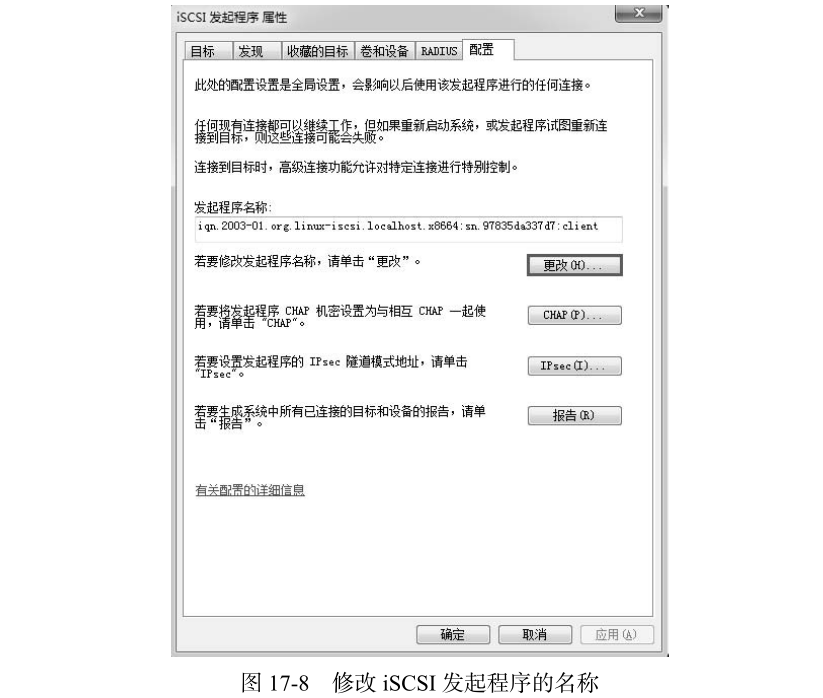 iSCSI 发起程序 属性
目标 发现 收藏的目标 卷和设备 RADIUS 配置
此处的配置设置是全局设置，会影响以后使用该发起程序进行的任何连接。
任何现有连接都可以继续工作，但如果重新启动系统，或发起程序试图重新连
接到目标，则这些连接可能会失败。
连接到目标时，高级连接功能允许对特定连接进行特别控制。
发起程序名称:
iqn.2003-01.org.linux-iscsi.localhost.x8664:sn.97835da337d7:client
若要修改发起程序名称，请单击“更改”。
更改(H)...
若要将发起程序 CHAP 机密设置为与相互 CHAP 一起使
用，请单击 "CHAP"。
CHAP(P)...
若要设置发起程序的 IPsec 隧道模式地址，请单击
"IPsec"。
IPsec(I)...
若要生成系统中所有已连接的目标和设备的报告，请单
击“报告”。
报告(R)
有关配置的详细信息
确定 取消 应用(A)
图 17-8 修改 iSCSI 发起程序的名称